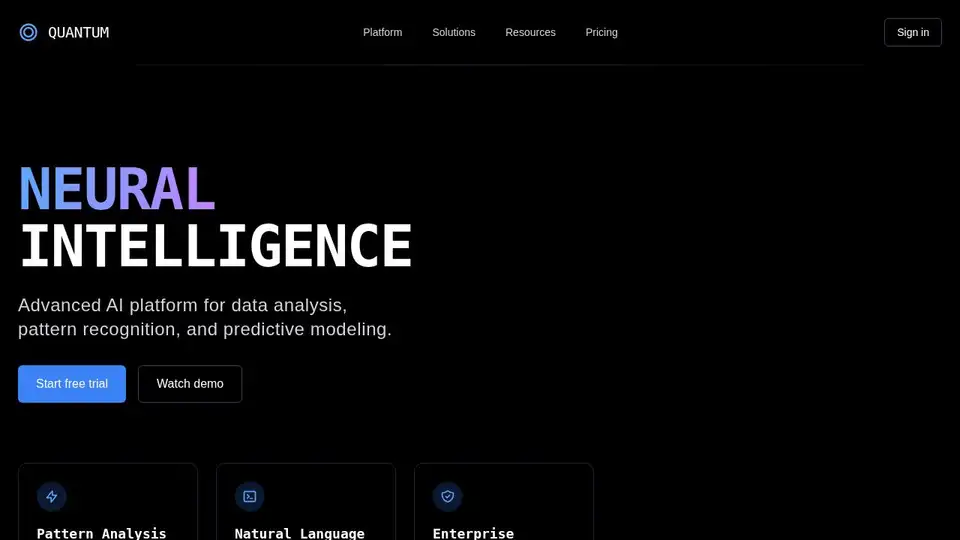 QUANTUM
Platform
Solutions
Resources
Pricing
Sign in
NEURAL
INTELLIGENCE
Advanced AI platform for data analysis,
pattern recognition, and predictive modeling.
Start free trial
Watch demo
Pattern Analysis
Natural Language
Enterprise